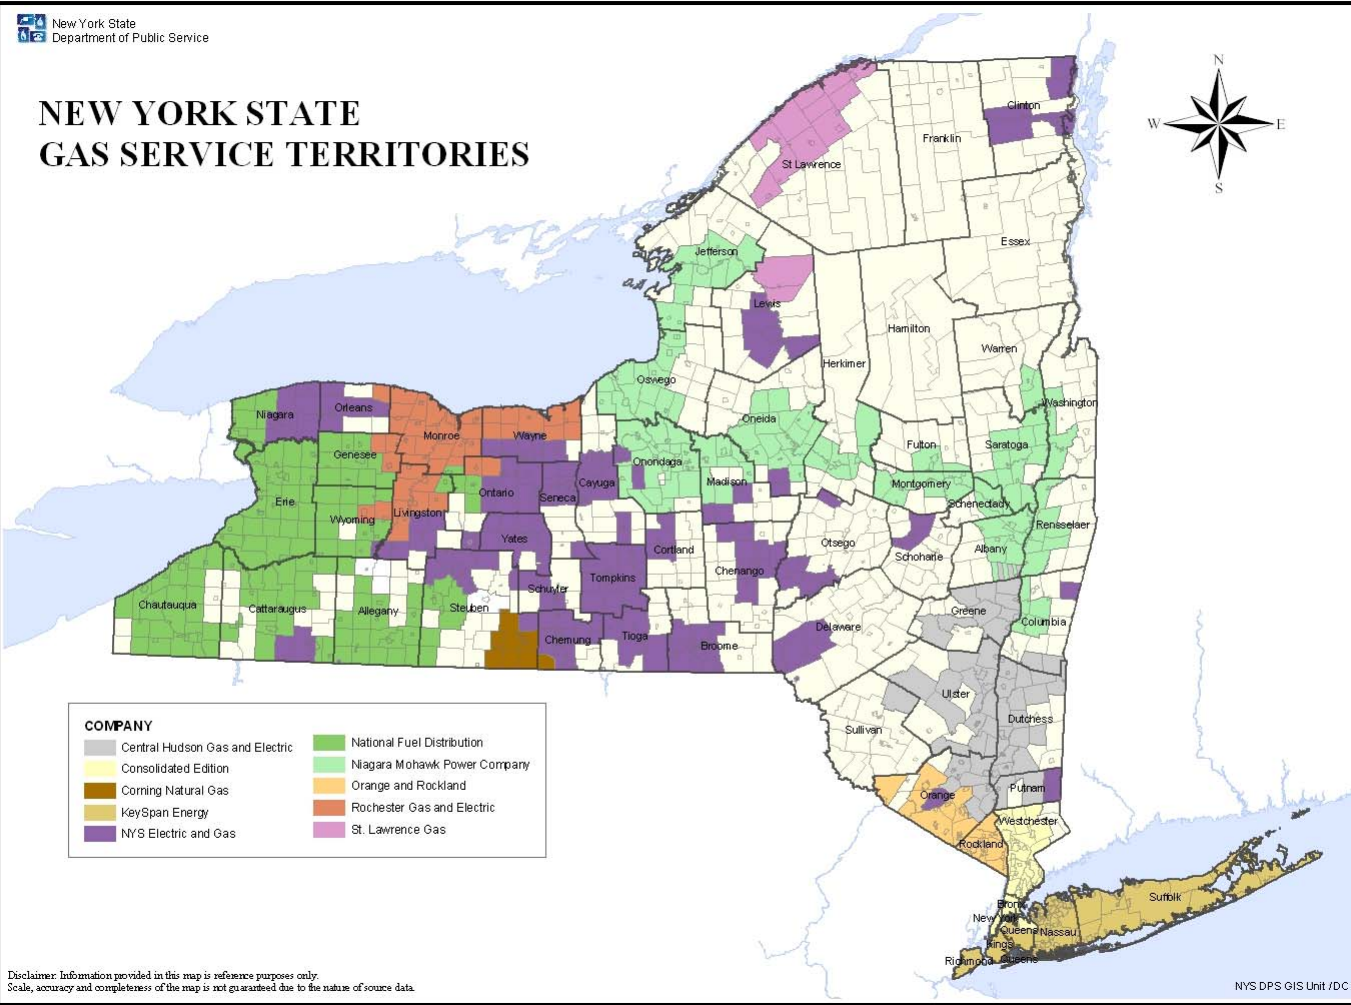 New York State
Department of Public Service
NEW YORK STATE
GAS SERVICE TERRITORIES
N
W
E
S
Clinton
Franklin
St Lawrence
Essex
Jefferson
Lewis
Hamilton
Warren
Herkimer
Oswego
Washington
Oneida
Niagara
Orleans
Monroe
Wayne
Fulton
Saratoga
Genesee
Onondaga
Madison
Montgomery
Cayuga
Ontario
Seneca
Schenectady
Erie
Wyoming
Livingston
Rensselaer
Yates
Cortland
Otsego
Schoharie
Albany
Chenango
Tompkins
Schuyler
Chautauqua
Cattaraugus
Allegany
Steuben
Greene
Columbia
Chemung
Tioga
Broome
Delaware
Ulster
Dutchess
Sullivan
Putnam
Orange
Westchester
Rockland
Suffolk
Bronx
New York
Queens
Nassau
Kings
Richmond
Queens
COMPANY
Central Hudson Gas and Electric
Consolidated Edition
Corning Natural Gas
KeySpan Energy
NYS Electric and Gas
National Fuel Distribution
Niagara Mohawk Power Company
Orange and Rockland
Rochester Gas and Electric
St. Lawrence Gas
Disclaimer: Information provided in this map is reference purposes only.
Scale, accuracy and completeness of the map is not guaranteed due to the nature of source data.
NYS DPS GIS Unit /DC